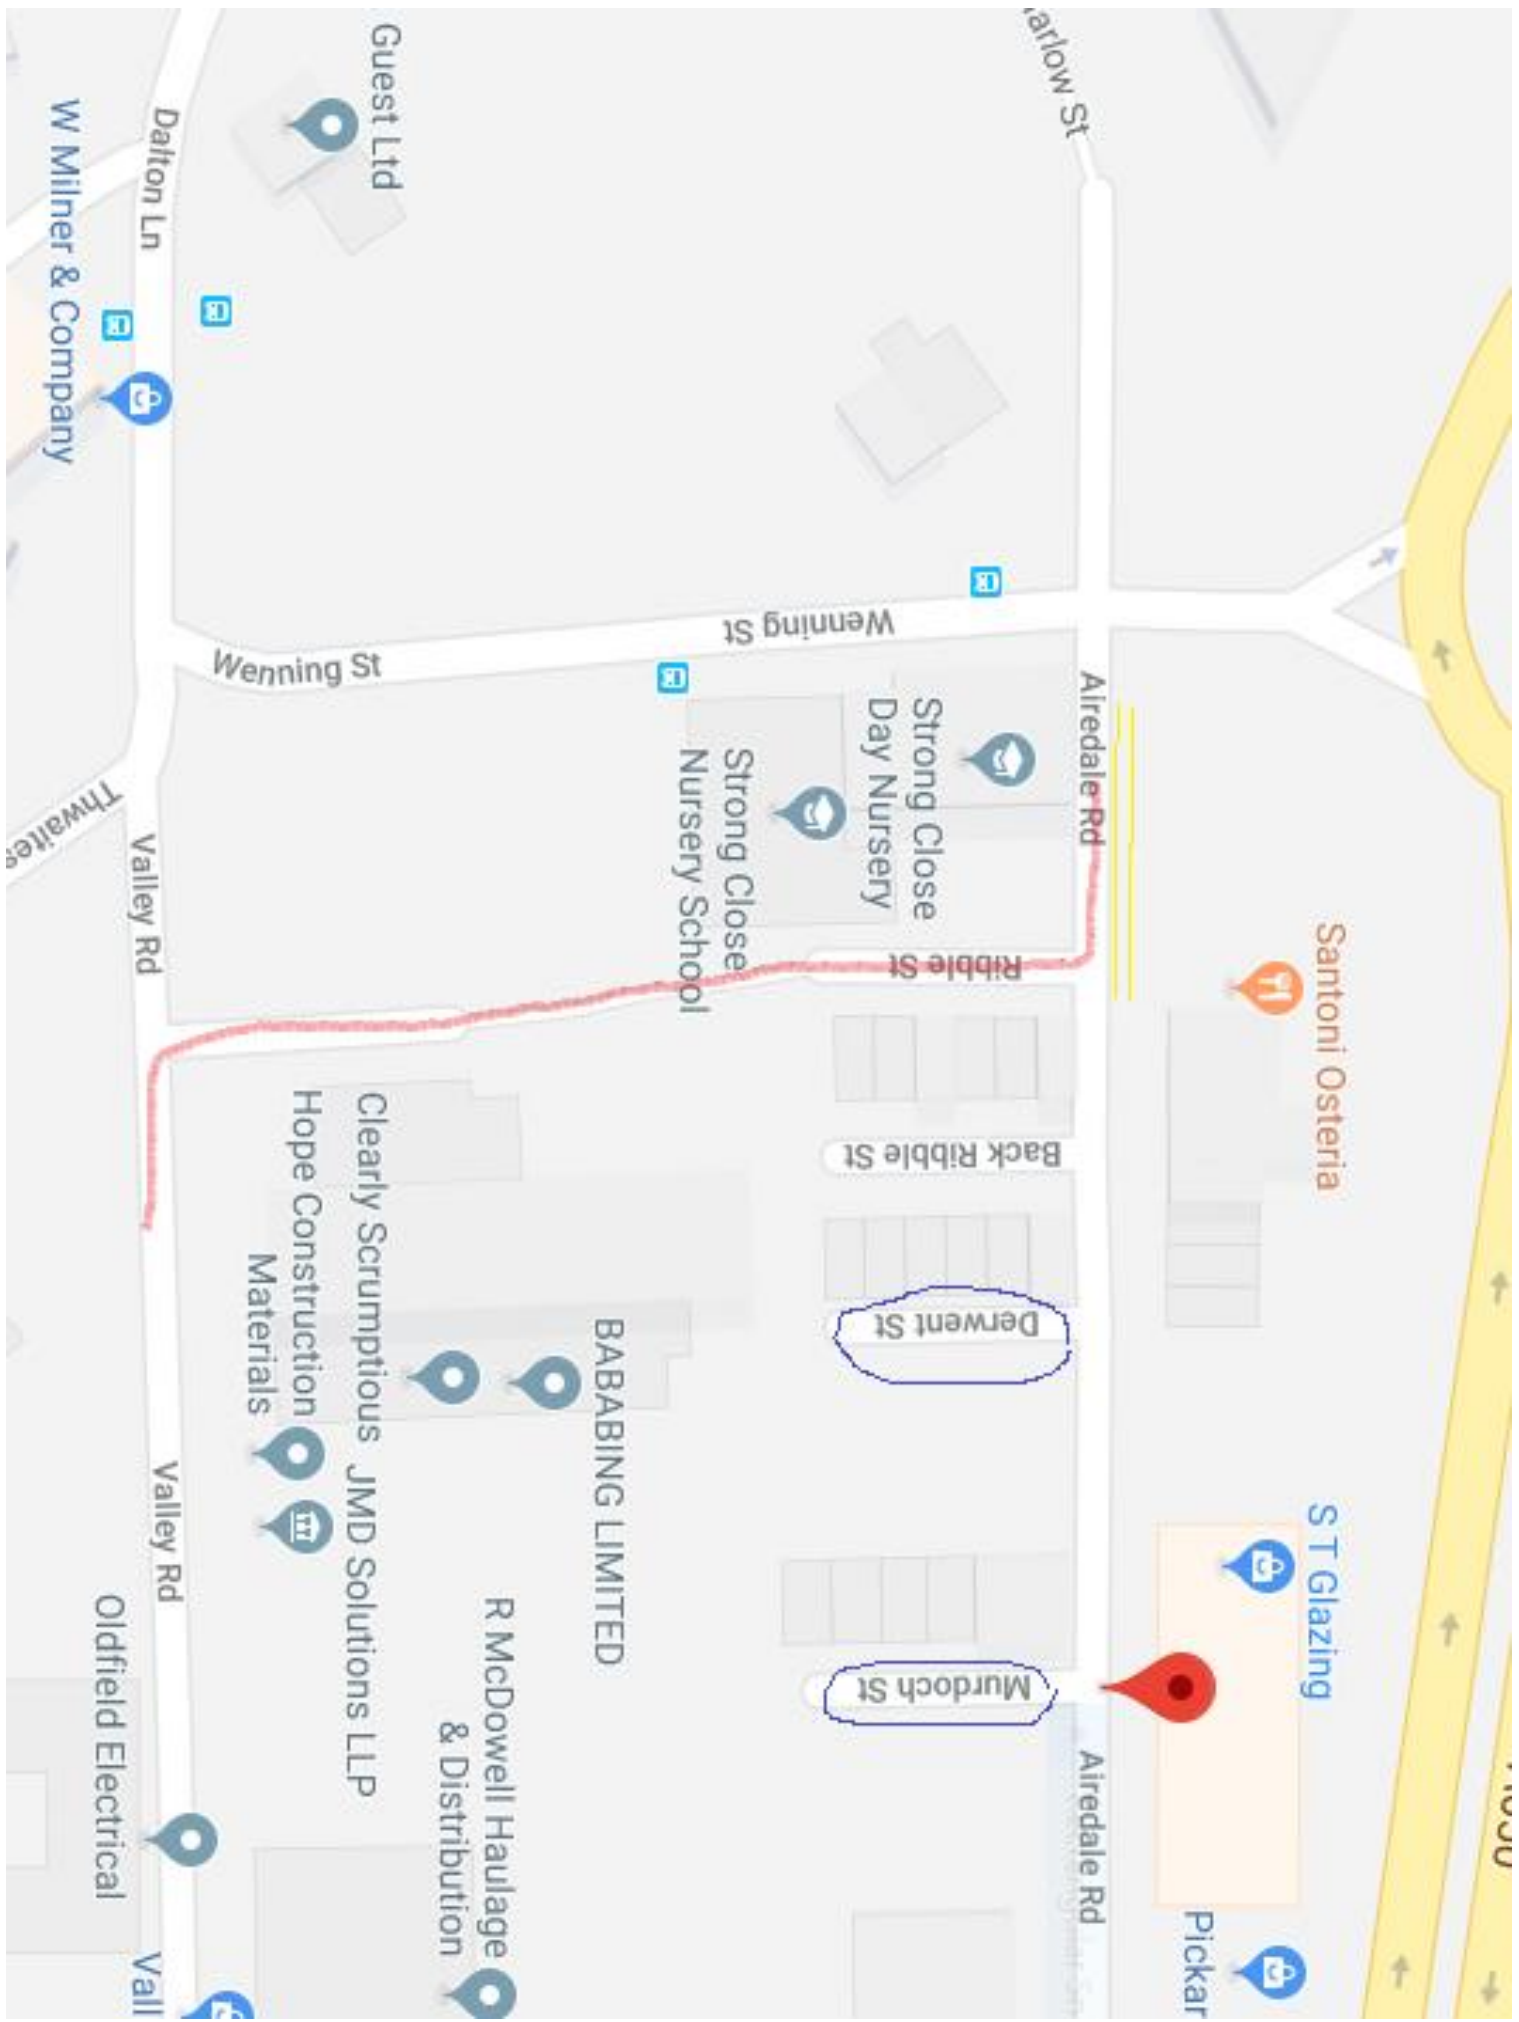 Guest Ltd
arlow St
Dalton Ln
W Milner & Company
Wenning St
Wenning St
Airedale Rd
Strong Close
Day Nursery
Strong Close
Nursery School
Thwaites
Valley Rd
Ribble St
Santoni Osteria
Back Ribble St
Clearly Scrumptious
Hope Construction
Materials
Derwent St
BABABING LIMITED
Valley Rd
JMD Solutions LLP
S T Glazing
Murdoch St
Oldfield Electrical
R McDowell Haulage
& Distribution
Airedale Rd
Pickar
Vall